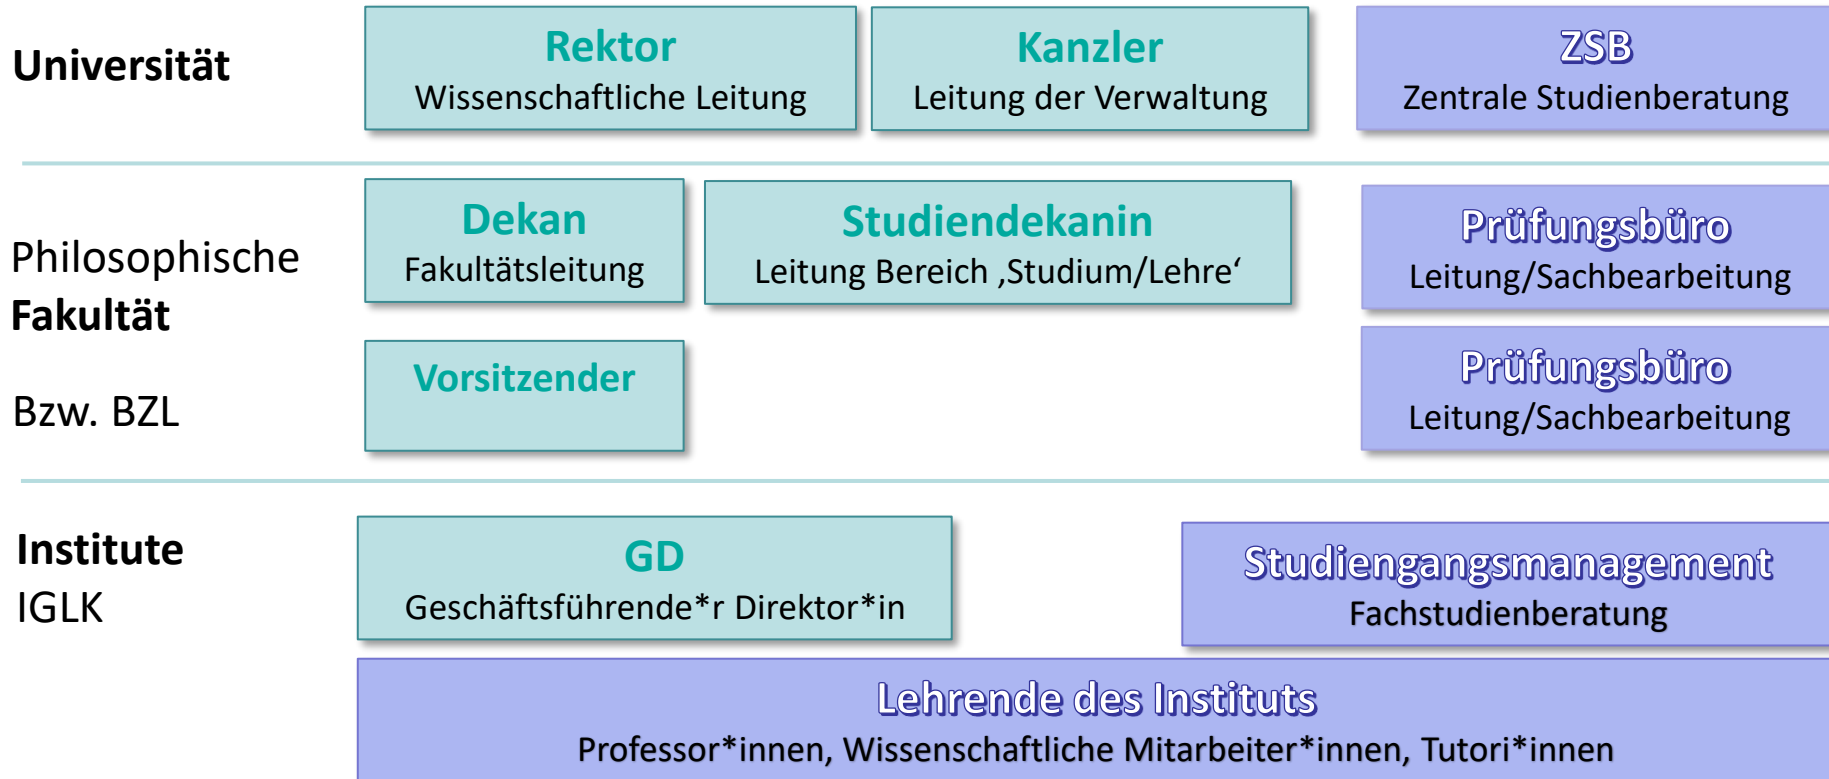 Universität
Rektor
Wissenschaftliche Leitung
Kanzler
Leitung der Verwaltung
ZSB
Zentrale Studienberatung
Philosophische
Fakultät
Dekan
Fakultätsleitung
Studiendekanin
Leitung Bereich ‚Studium/Lehre‘
Prüfungsbüro
Leitung/Sachbearbeitung
Bzw. BZL
Vorsitzender
Prüfungsbüro
Leitung/Sachbearbeitung
Institute
IGLK
GD
Geschäftsführende*r Direktor*in
Studiengangsmanagement
Fachstudienberatung
Lehrende des Instituts
Professor*innen, Wissenschaftliche Mitarbeiter*innen, Tutori*innen